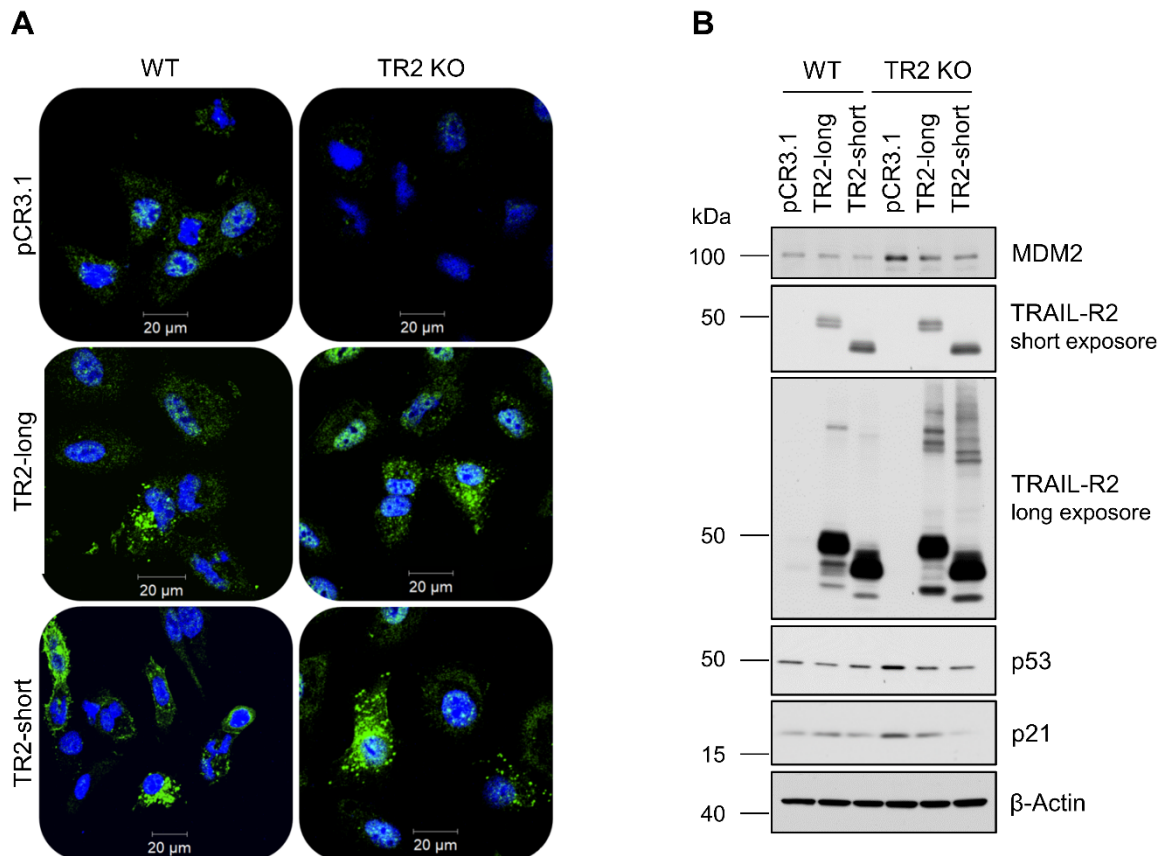 A
WT
TR2 KO
pCR3.1
20 µm
20 µm
TR2-long
20 µm
20 µm
TR2-short
20 µm
20 µm
B
WT
TR2 KO
pCR3.1
TR2-long
TR2-short
pCR3.1
TR2-long
TR2-short
kDa
100
MDM2
50
TRAIL-R2
short exposore
50
TRAIL-R2
long exposore
50
p53
15
p21
40
β-Actin